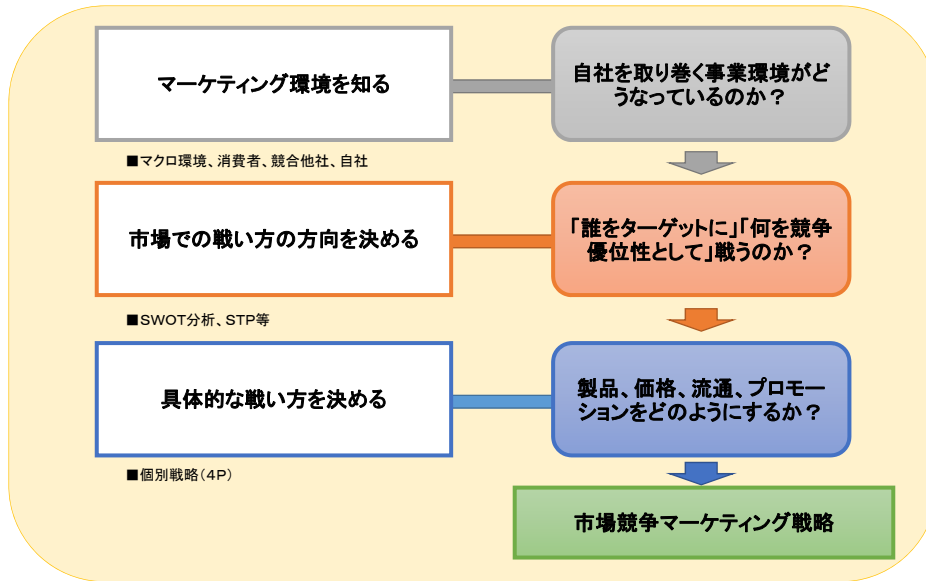 マーケティング環境を知る
自社を取り巻く事業環境がど
うなっているのか？
■マクロ環境、消費者、競合他社、自社
市場での戦い方の方向を決める
「誰をターゲットに」「何を競争
優位性として」戦うのか？
■SWOT分析、STP等
具体的な戦い方を決める
製品、価格、流通、プロモー
ションをどのようにするか？
■個別戦略（４P）
市場競争マーケティング戦略